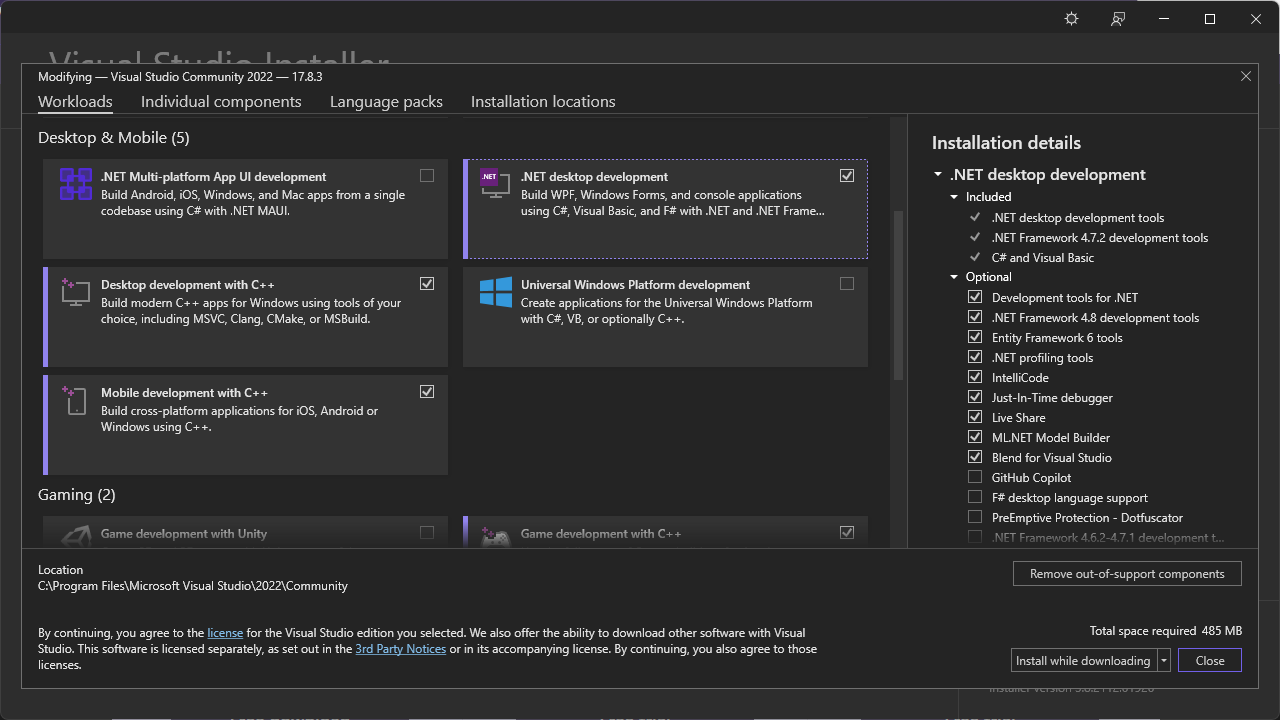 Visual Studio Installer
Modifying — Visual Studio Community 2022 — 17.8.3
Workloads
Individual components
Language packs
Installation locations
Desktop & Mobile (5)
.NET Multi-platform App UI development
Build Android, iOS, Windows, and Mac apps from a single
codebase using C# with .NET MAUI.
.NET
.NET desktop development
Build WPF, Windows Forms, and console applications
using C#, Visual Basic, and F# with .NET and .NET Frame...
Desktop development with C++
Build modern C++ apps for Windows using tools of your
choice, including MSVC, Clang, CMake, or MSBuild.
Universal Windows Platform development
Create applications for the Universal Windows Platform
with C#, VB, or optionally C++.
Mobile development with C++
Build cross-platform applications for iOS, Android or
Windows using C++.
Gaming (2)
Game development with Unity
Game development with C++
Installation details
.NET desktop development
Included
.NET desktop development tools
.NET Framework 4.7.2 development tools
C# and Visual Basic
Optional
Development tools for .NET
.NET Framework 4.8 development tools
Entity Framework 6 tools
.NET profiling tools
IntelliCode
Just-In-Time debugger
Live Share
ML.NET Model Builder
Blend for Visual Studio
GitHub Copilot
F# desktop language support
PreEmptive Protection - Dotfuscator
.NET Framework 4.6.2-4.7.1 development t...
Location
C:\Program Files\Microsoft Visual Studio\2022\Community
Remove out-of-support components
By continuing, you agree to the license for the Visual Studio edition you selected. We also offer the ability to download other software with Visual
Studio. This software is licensed separately, as set out in the 3rd Party Notices or in its accompanying license. By continuing, you also agree to those
licenses.
Total space required 485 MB
Install while downloading
Close